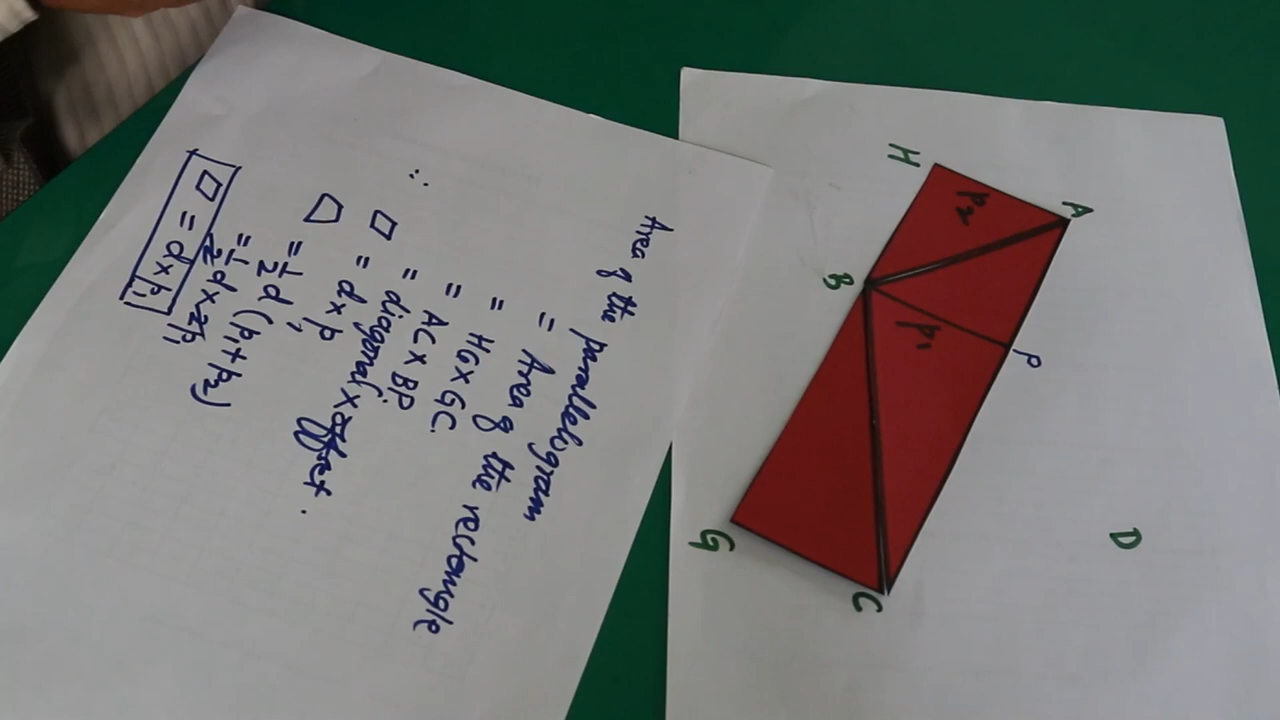 Area of the parallelogram
= Area of the rectangle
= HG x GC.
= AC x BP
∴ ▱ = diagonal x offset.
▱ = d x p
= 1/2 d (p1 + p2)
= 1/2 d x 2p1
▱ = d x p1
H
A
P2
B
P1
P
G
C
D